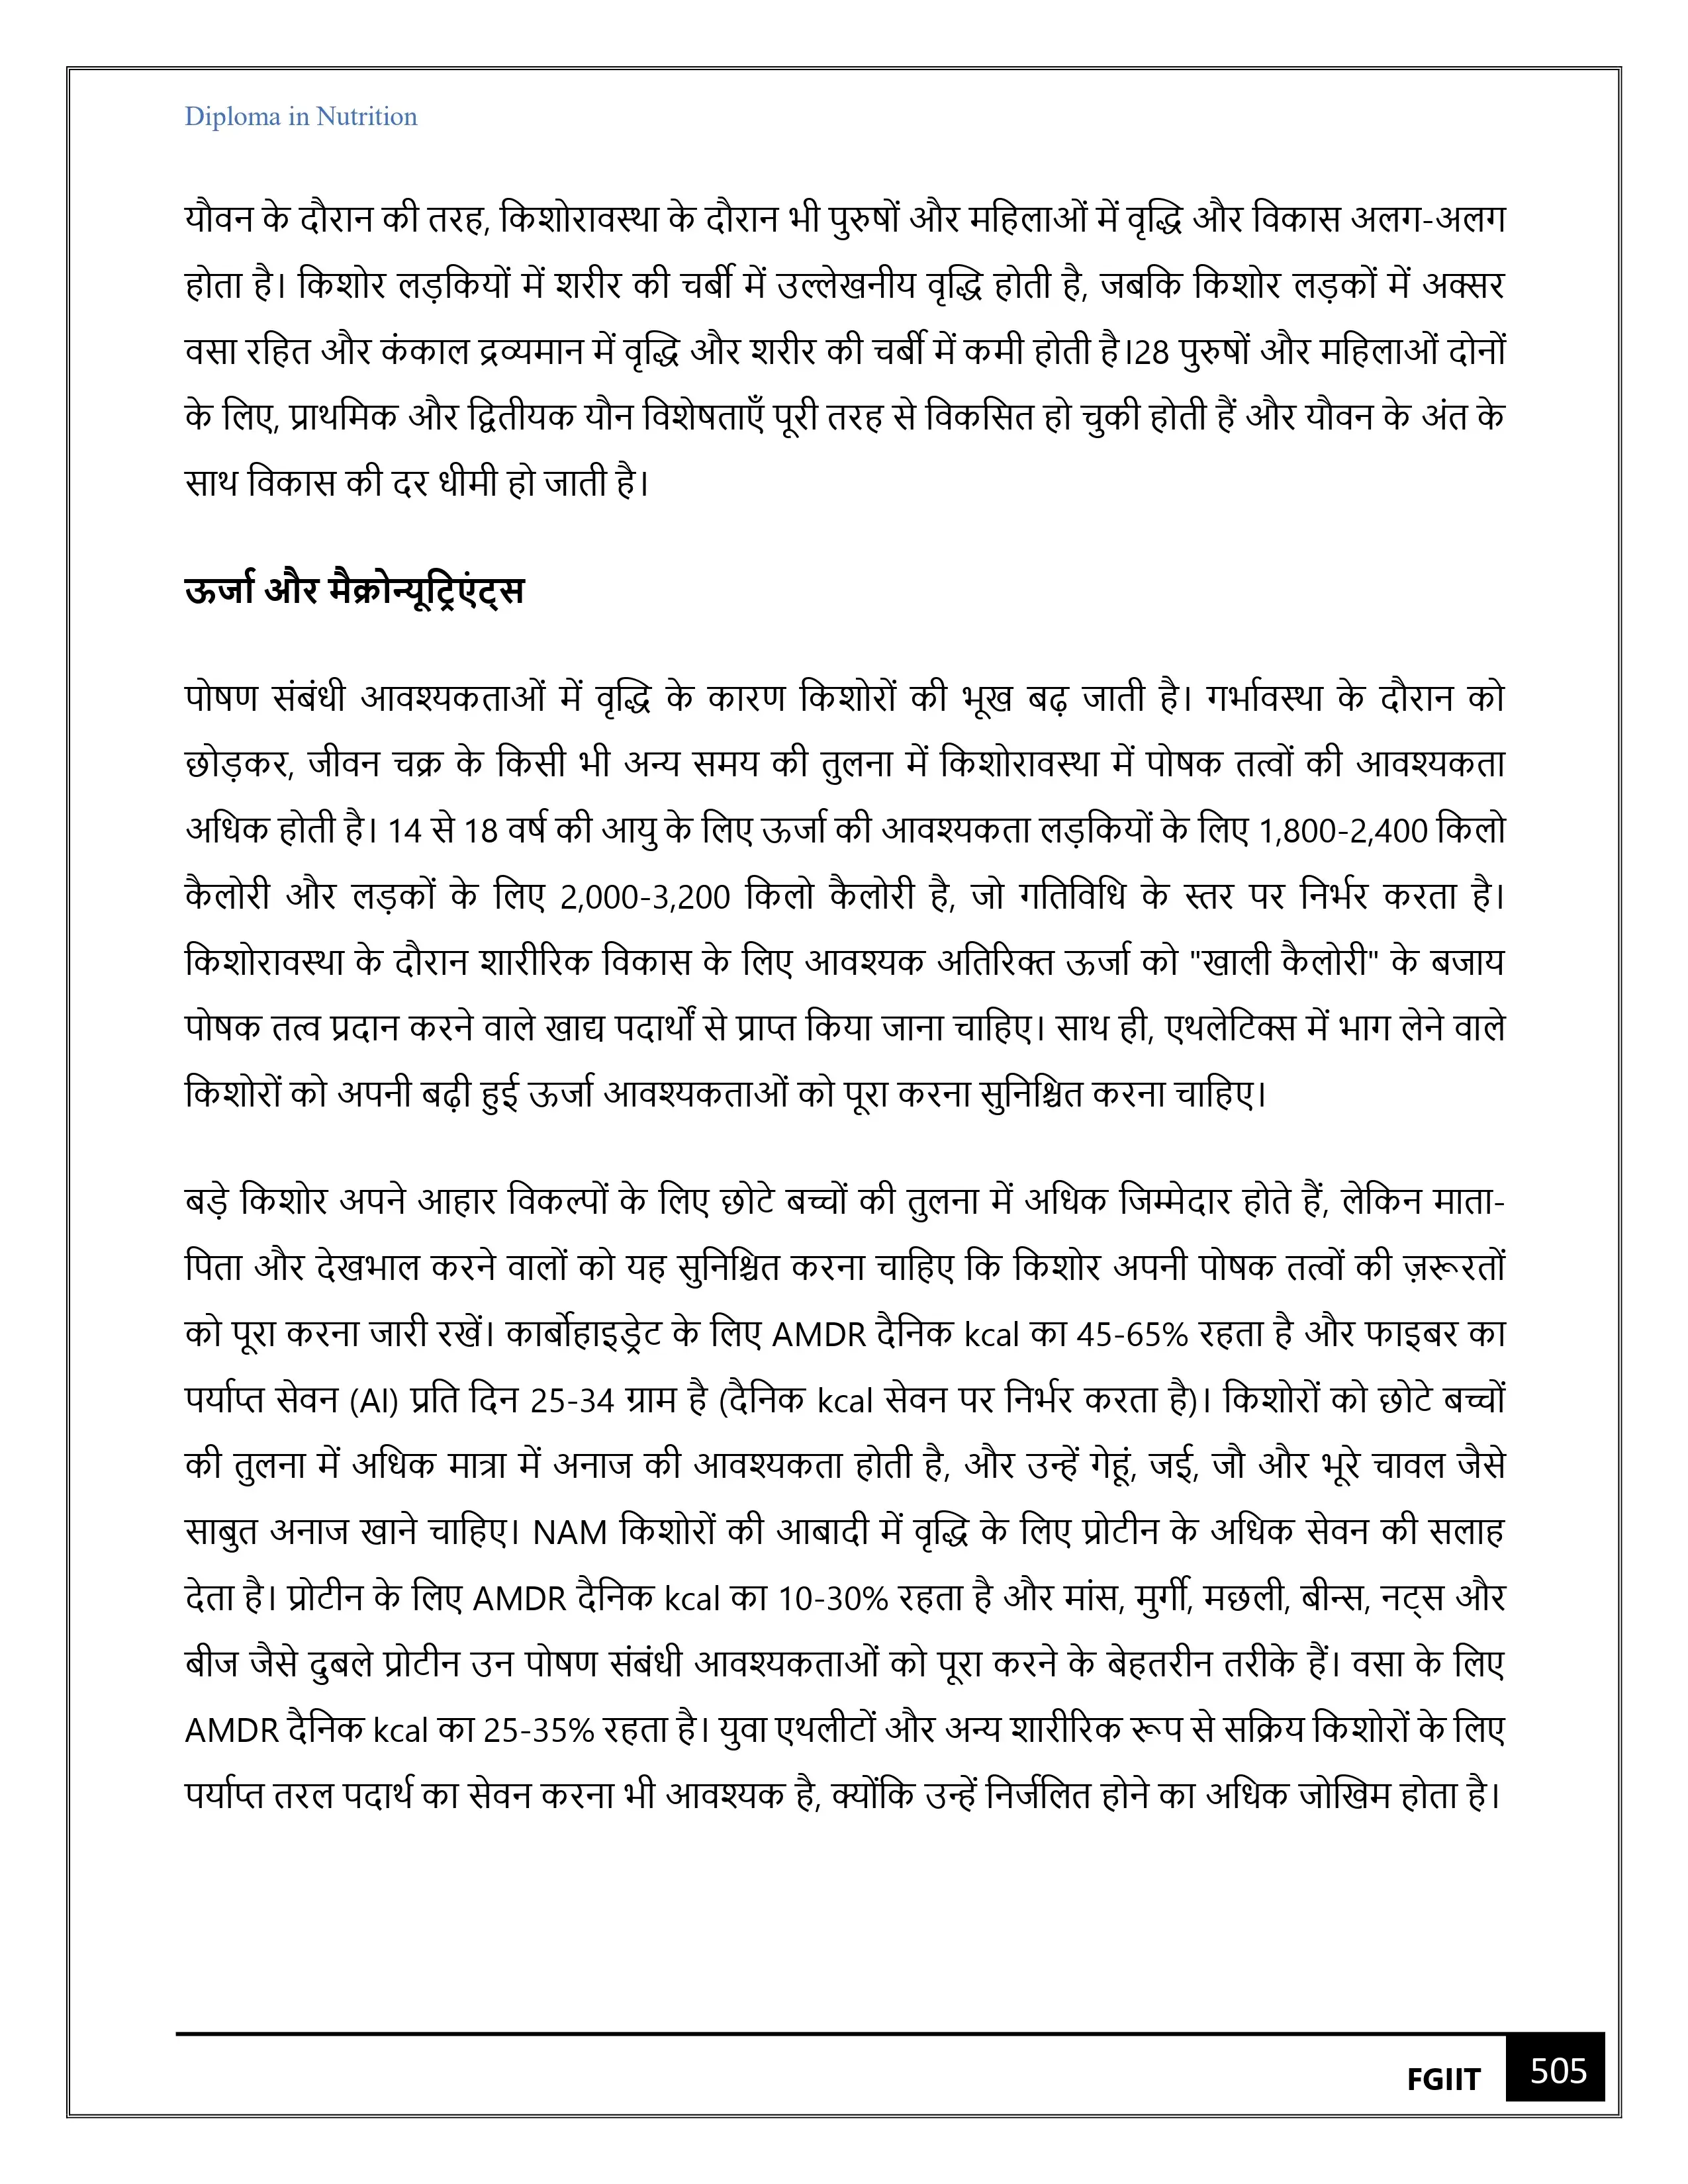 Diploma in Nutrition
यौवन के दौरान की तरह, किशोरावस्था के दौरान भी पुरुषों और महिलाओं में वृद्धि और विकास अलग-अलग
होता है। किशोर लड़कियों में शरीर की चर्बी में उल्लेखनीय वृद्धि होती है, जबकि किशोर लड़कों में अक्सर
वसा रहित और कंकाल द्रव्यमान में वृद्धि और शरीर की चर्बी में कमी होती है।28 पुरुषों और महिलाओं दोनों
के लिए, प्राथमिक और द्वितीयक यौन विशेषताएँ पूरी तरह से विकसित हो चुकी होती हैं और यौवन के अंत के
साथ विकास की दर धीमी हो जाती है।
ऊर्जा और मैक्रोन्यूट्रिएंट्स
पोषण संबंधी आवश्यकताओं में वृद्धि के कारण किशोरों की भूख बढ़ जाती है। गर्भावस्था के दौरान को
छोड़कर, जीवन चक्र के किसी भी अन्य समय की तुलना में किशोरावस्था में पोषक तत्वों की आवश्यकता
अधिक होती है। 14 से 18 वर्ष की आयु के लिए ऊर्जा की आवश्यकता लड़कियों के लिए 1,800-2,400 किलो
कैलोरी और लड़कों के लिए 2,000-3,200 किलो कैलोरी है, जो गतिविधि के स्तर पर निर्भर करता है।
किशोरावस्था के दौरान शारीरिक विकास के लिए आवश्यक अतिरिक्त ऊर्जा को "खाली कैलोरी" के बजाय
पोषक तत्व प्रदान करने वाले खाद्य पदार्थों से प्राप्त किया जाना चाहिए। साथ ही, एथलेटिक्स में भाग लेने वाले
किशोरों को अपनी बढ़ी हुई ऊर्जा आवश्यकताओं को पूरा करना सुनिश्चित करना चाहिए।
बड़े किशोर अपने आहार विकल्पों के लिए छोटे बच्चों की तुलना में अधिक जिम्मेदार होते हैं, लेकिन माता-
पिता और देखभाल करने वालों को यह सुनिश्चित करना चाहिए कि किशोर अपनी पोषक तत्वों की ज़रूरतों
को पूरा करना जारी रखें। कार्बोहाइड्रेट के लिए AMDR दैनिक kcal का 45-65% रहता है और फाइबर का
पर्याप्त सेवन (AI) प्रति दिन 25-34 ग्राम है (दैनिक kcal सेवन पर निर्भर करता है)। किशोरों को छोटे बच्चों
की तुलना में अधिक मात्रा में अनाज की आवश्यकता होती है, और उन्हें गेहूं, जई, जौ और भूरे चावल जैसे
साबुत अनाज खाने चाहिए। NAM किशोरों की आबादी में वृद्धि के लिए प्रोटीन के अधिक सेवन की सलाह
देता है। प्रोटीन के लिए AMDR दैनिक kcal का 10-30% रहता है और मांस, मुर्गी, मछली, बीन्स, नट्स और
बीज जैसे दुबले प्रोटीन उन पोषण संबंधी आवश्यकताओं को पूरा करने के बेहतरीन तरीके हैं। वसा के लिए
AMDR दैनिक kcal का 25-35% रहता है। युवा एथलीटों और अन्य शारीरिक रूप से सक्रिय किशोरों के लिए
पर्याप्त तरल पदार्थ का सेवन करना भी आवश्यक है, क्योंकि उन्हें निर्जलित होने का अधिक जोखिम होता है।
FGIIT 505